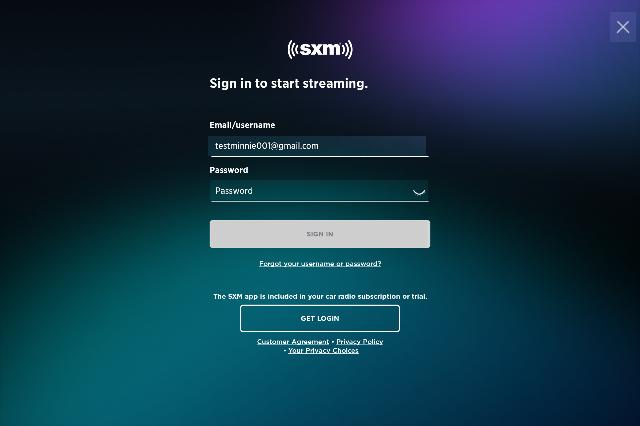 sxm
Sign in to start streaming.
Email/username
testminnie001@gmail.com
Password
Password
SIGN IN
Forgot your username or password?
The SXM app is included in your car radio subscription or trial.
GET LOGIN
Customer Agreement • Privacy Policy
• Your Privacy Choices